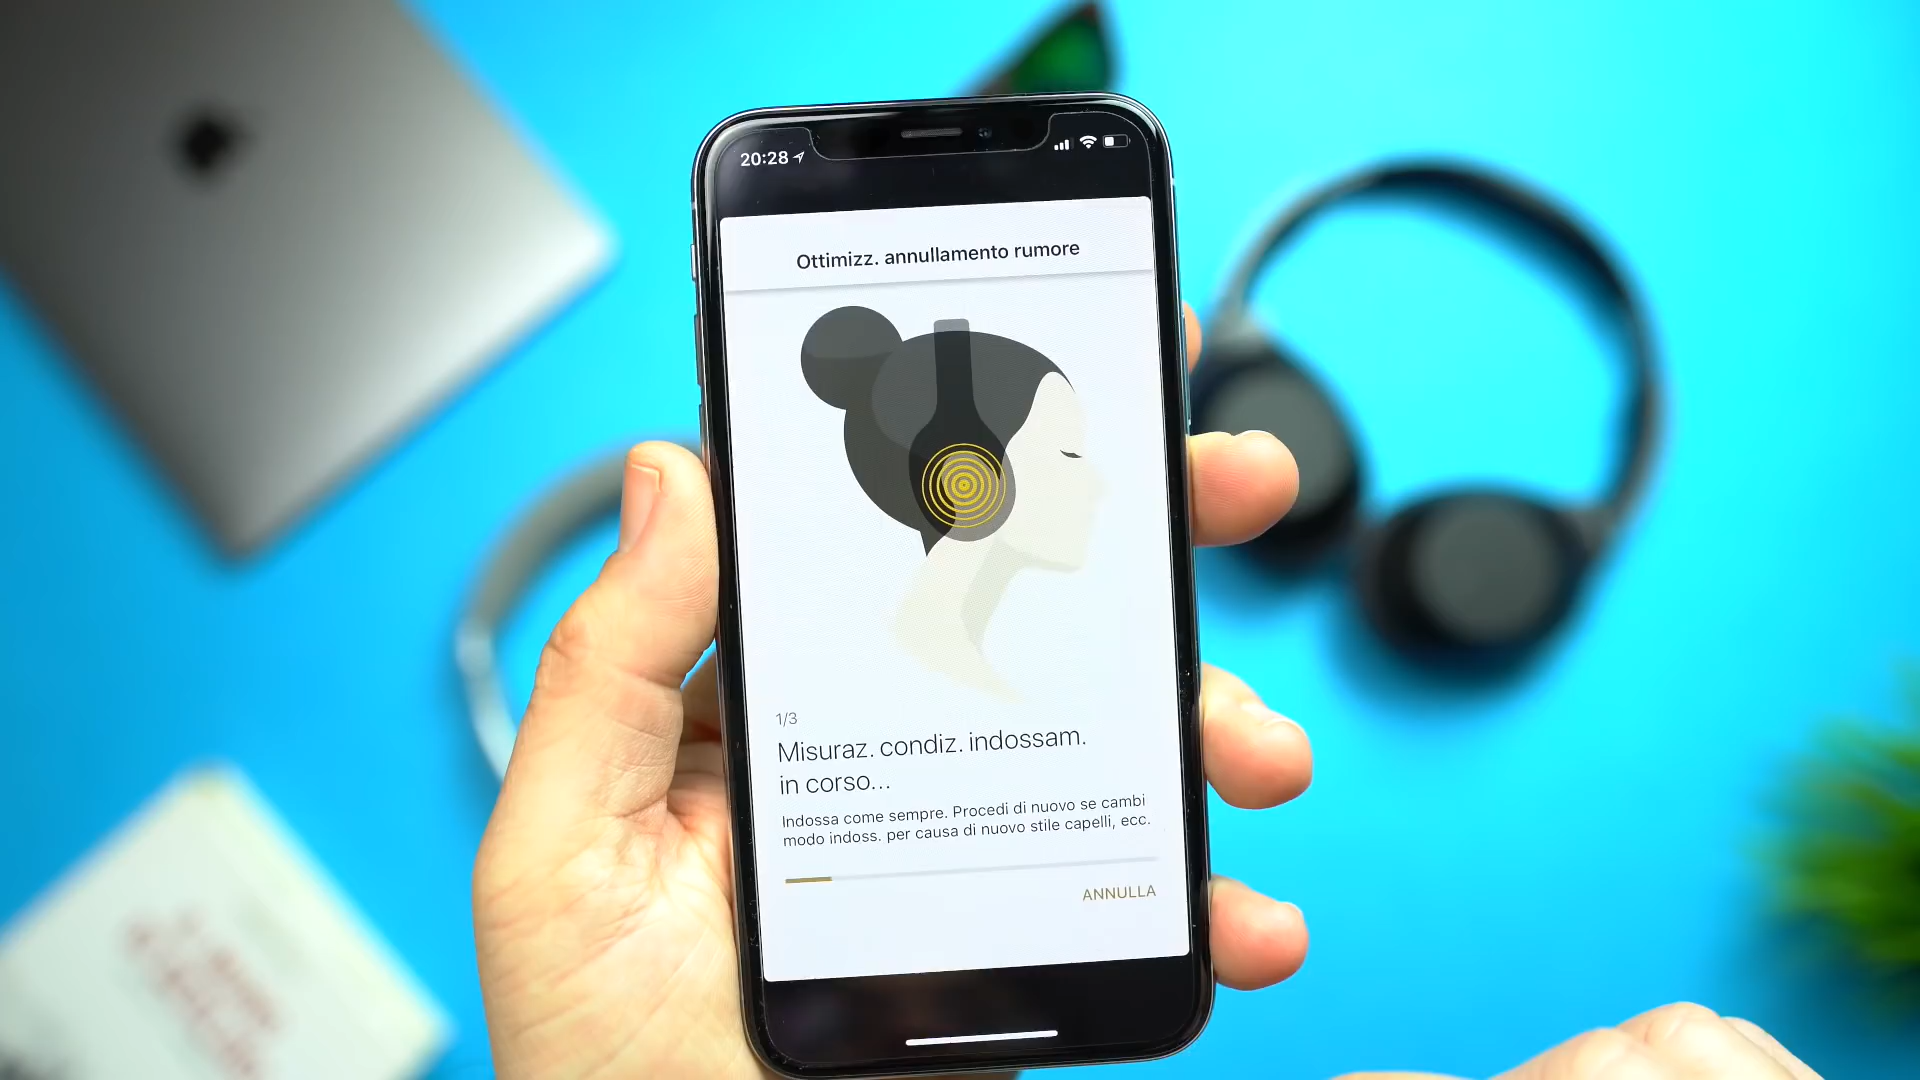 20:28
Ottimizz. annullamento rumore
1/3
Misuraz. condiz. indossam.
in corso...
Indossa come sempre. Procedi di nuovo se cambi
modo indoss. per causa di nuovo stile capelli, ecc.
ANNULLA